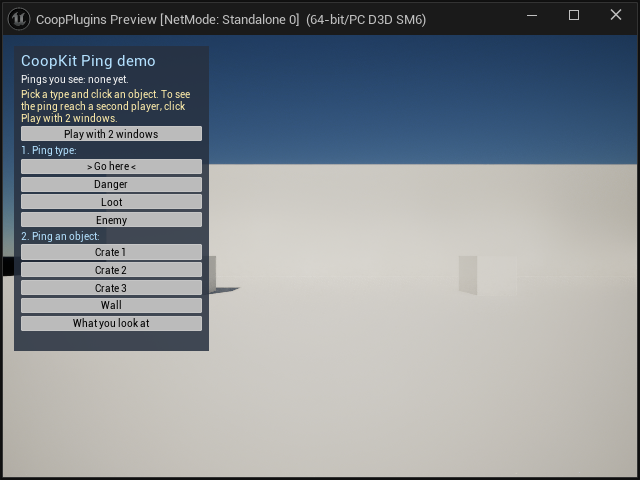 CoopPlugins Preview [NetMode: Standalone 0] (64-bit/PC D3D SM6)
CoopKit Ping demo
Pings you see: none yet.
Pick a type and click an object. To see
the ping reach a second player, click
Play with 2 windows.
Play with 2 windows
1. Ping type:
> Go here <
Danger
Loot
Enemy
2. Ping an object:
Crate 1
Crate 2
Crate 3
Wall
What you look at